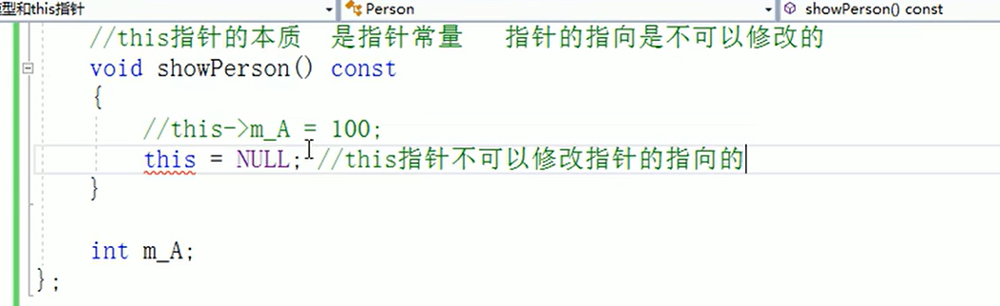 型和this指针 Person showPerson() const
//this指针的本质 是指针常量 指针的指向是不可以修改的
void showPerson() const
{
//this->m_A = 100;
this = NULL; //this指针不可以修改指针的指向的
}
int m_A;
};